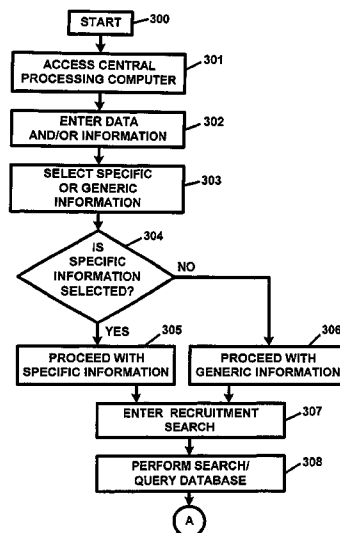 START
300
ACCESS CENTRAL
PROCESSING COMPUTER
301
ENTER DATA
AND/OR INFORMATION
302
SELECT SPECIFIC
OR GENERIC
INFORMATION
303
IS
SPECIFIC
INFORMATION
SELECTED?
304
NO
YES
305
306
PROCEED WITH
SPECIFIC INFORMATION
PROCEED WITH
GENERIC INFORMATION
ENTER RECRUITMENT
SEARCH
307
PERFORM SEARCH/
QUERY DATABASE
308
A